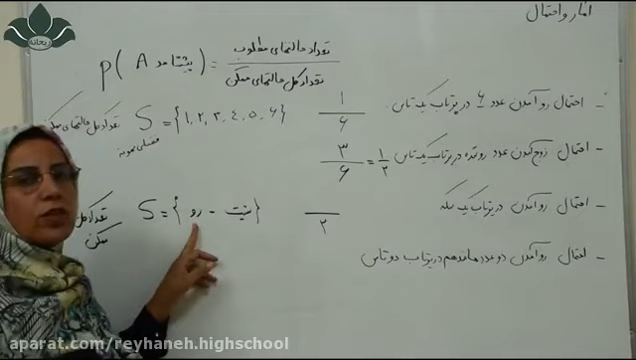 آمار و احتمال
P(پیشامد A) = تعداد حالتهای مطلوب / تعداد کل حالتهای ممکن
- احتمال رو آمدن عدد ۶ در پرتاب یک تاس. ۱/۶
S = {۱, ۲, ۳, ۴, ۵, ۶} تعداد کل حالتهای ممکن
فضای نمونه
- احتمال زوج آمدن عدد رو شده در پرتاب یک تاس ۳/۶ = ۱/۲
- احتمال رو آمدن در پرتاب یک سکه /۲
S = {رو - پشت} تعداد کل
ممکن
- احتمال رو آمدن دو عدد مانند هم در پرتاب دو تاس
ریحانه
aparat.com/reyhaneh.highschool